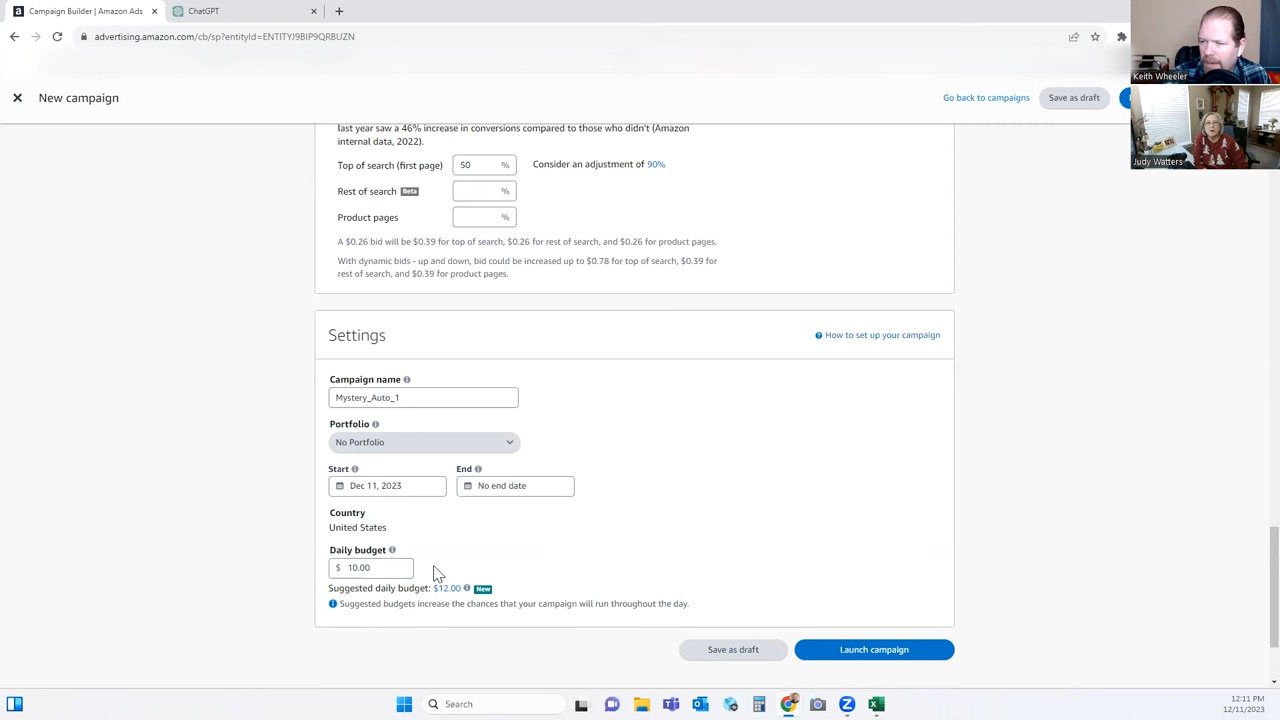 Campaign Builder | Amazon Ads
ChatGPT
advertising.amazon.com/cb/sp?entityId=ENTITYJ9BIP9QRBUZN
Keith Wheeler
New campaign
Go back to campaigns
Save as draft
last year saw a 46% increase in conversions compared to those who didn't (Amazon
internal data, 2022).
Judy Watters
Top of search (first page) 50 % Consider an adjustment of 90%
Rest of search Beta %
Product pages %
A $0.26 bid will be $0.39 for top of search, $0.26 for rest of search, and $0.26 for product pages.
With dynamic bids - up and down, bid could be increased up to $0.78 for top of search, $0.39 for
rest of search, and $0.39 for product pages.
Settings
How to set up your campaign
Campaign name
Mystery_Auto_1
Portfolio
No Portfolio
Start End
Dec 11, 2023 No end date
Country
United States
Daily budget
$ 10.00
Suggested daily budget: $12.00 New
Suggested budgets increase the chances that your campaign will run throughout the day.
Save as draft Launch campaign
Search
12:11 PM
12/11/2023